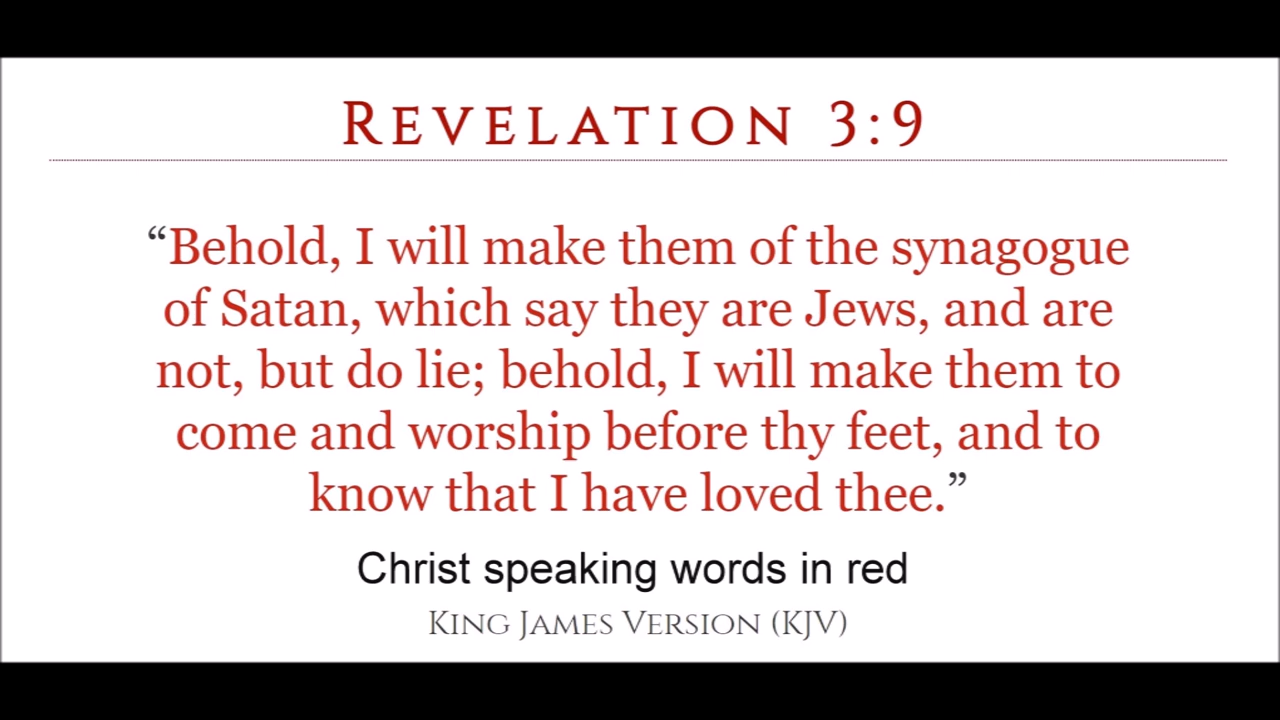 REVELATION 3:9
“Behold, I will make them of the synagogue
of Satan, which say they are Jews, and are
not, but do lie; behold, I will make them to
come and worship before thy feet, and to
know that I have loved thee.”
Christ speaking words in red
KING JAMES VERSION (KJV)